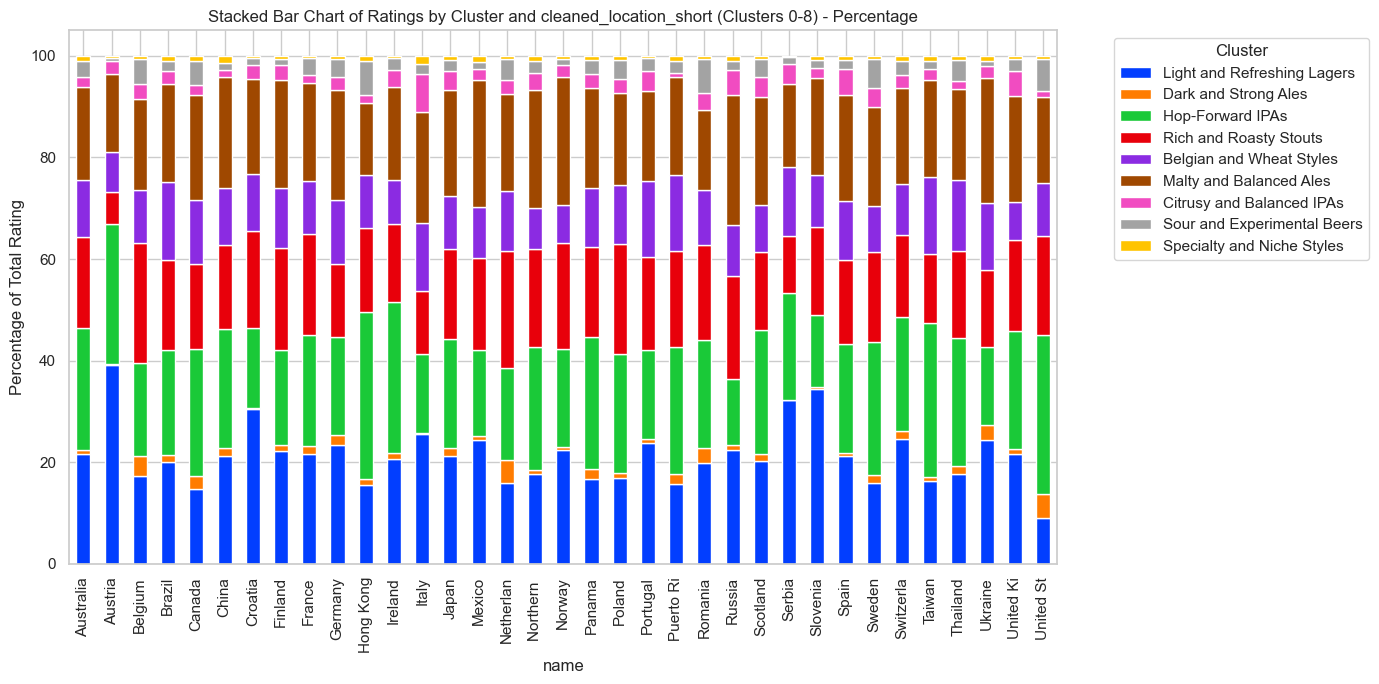 Stacked Bar Chart of Ratings by Cluster and cleaned_location_short (Clusters 0-8) - Percentage
Percentage of Total Rating
100
80
60
40
20
0
Australia
Austria
Belgium
Brazil
Canada
China
Croatia
Finland
France
Germany
Hong Kong
Ireland
Italy
Japan
Mexico
Netherlan
Northern
Norway
Panama
Poland
Portugal
Puerto Ri
Romania
Russia
Scotland
Serbia
Slovenia
Spain
Sweden
Switzerla
Taiwan
Thailand
Ukraine
United Ki
United St
name
Cluster
Light and Refreshing Lagers
Dark and Strong Ales
Hop-Forward IPAs
Rich and Roasty Stouts
Belgian and Wheat Styles
Malty and Balanced Ales
Citrusy and Balanced IPAs
Sour and Experimental Beers
Specialty and Niche Styles